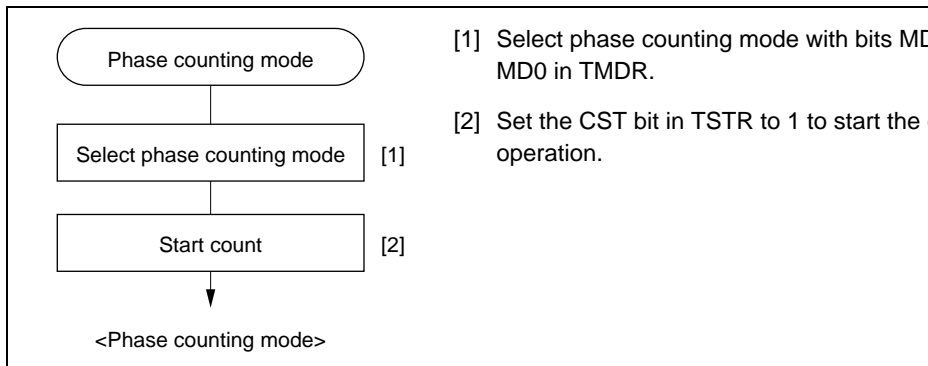 Phase counting mode
Select phase counting mode [1]
Start count [2]
<Phase counting mode>
[1] Select phase counting mode with bits
MD0 in TMDR.
[2] Set the CST bit in TSTR to 1 to start the
operation.